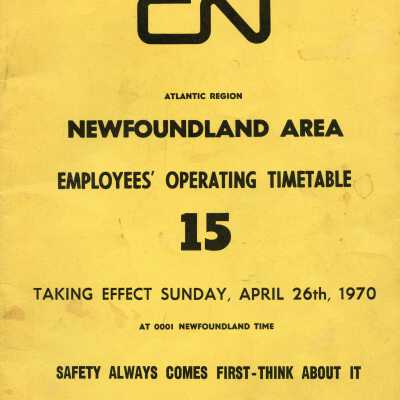 CN
ATLANTIC REGION
NEWFOUNDLAND AREA
EMPLOYEES' OPERATING TIMETABLE
15
TAKING EFFECT SUNDAY, APRIL 26th, 1970
AT 0001 NEWFOUNDLAND TIME
SAFETY ALWAYS COMES FIRST-THINK ABOUT IT